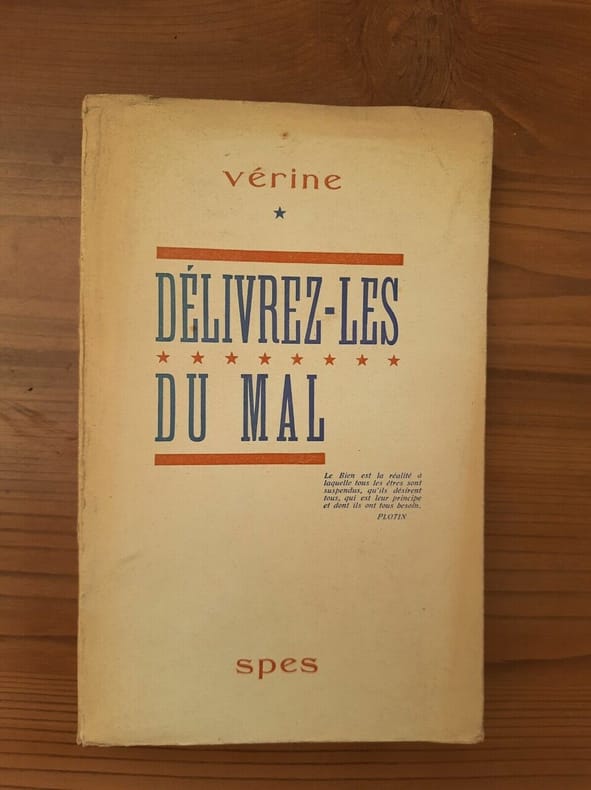 vérine
DÉLIVREZ-LES
DU MAL
Le Bien est la réalité à
laquelle tous les êtres sont
suspendus, qu'ils désirent
tous, qui est leur principe
et dont ils ont tous besoin.
PLOTIN
spes